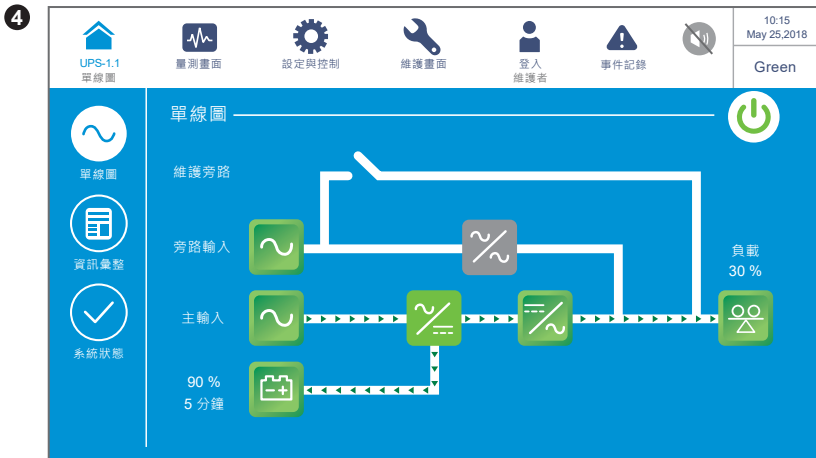 4
10:15
May 25,2018
Green
UPS-1.1
單線圖
量測畫面
設定與控制
維護畫面
登入
維護者
事件記錄
單線圖
單線圖
維護旁路
資訊彙整
旁路輸入
負載
30 %
主輸入
系統狀態
90 %
5 分鐘